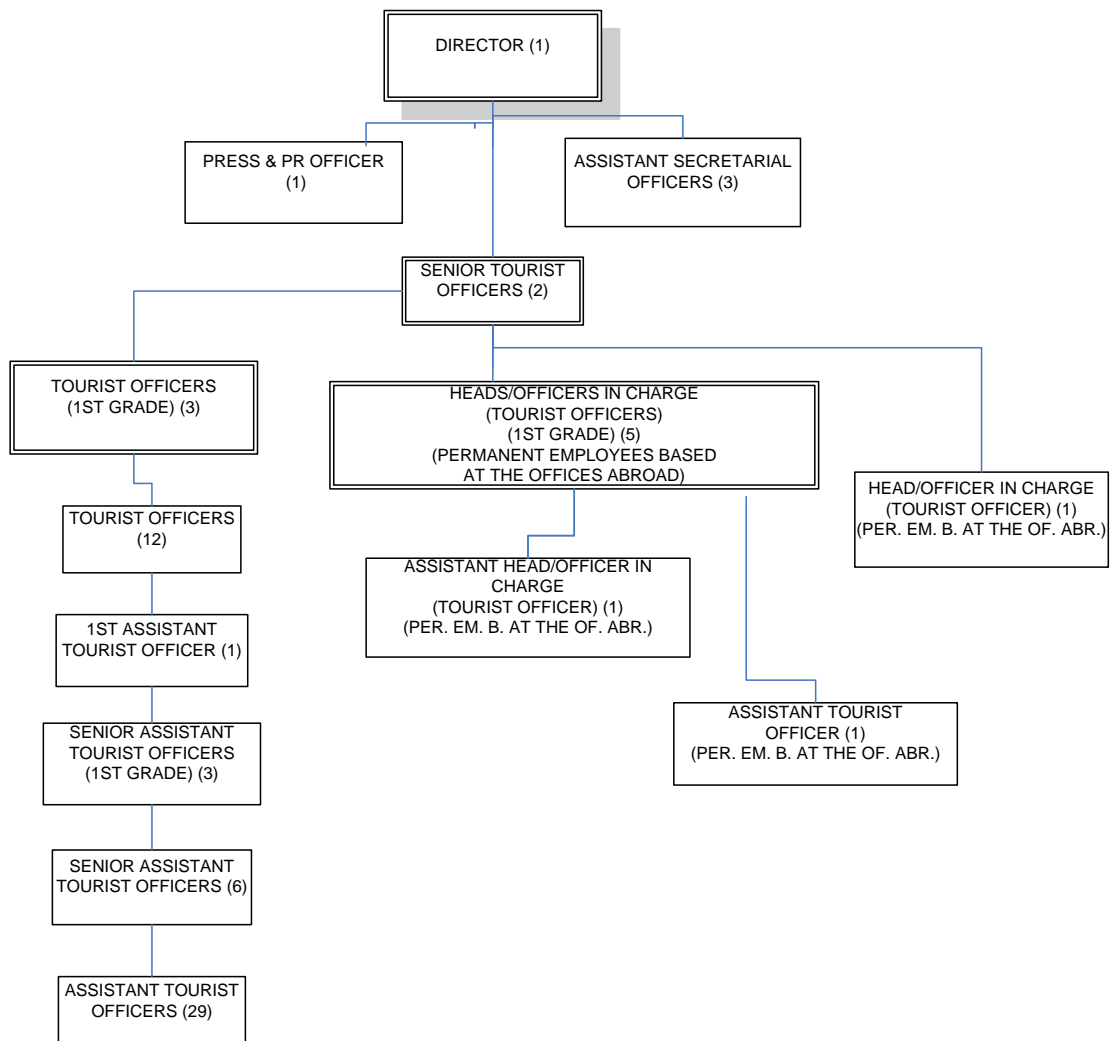 DIRECTOR (1)
PRESS & PR OFFICER
(1)
ASSISTANT SECRETARIAL
OFFICERS (3)
SENIOR TOURIST
OFFICERS (2)
TOURIST OFFICERS
(1ST GRADE) (3)
HEADS/OFFICERS IN CHARGE
(TOURIST OFFICERS)
(1ST GRADE) (5)
(PERMANENT EMPLOYEES BASED
AT THE OFFICES ABROAD)
HEAD/OFFICER IN CHARGE
(TOURIST OFFICER) (1)
(PER. EM. B. AT THE OF. ABR.)
TOURIST OFFICERS
(12)
ASSISTANT HEAD/OFFICER IN
CHARGE
(TOURIST OFFICER) (1)
(PER. EM. B. AT THE OF. ABR.)
1ST ASSISTANT
TOURIST OFFICER (1)
ASSISTANT TOURIST
OFFICER (1)
(PER. EM. B. AT THE OF. ABR.)
SENIOR ASSISTANT
TOURIST OFFICERS
(1ST GRADE) (3)
SENIOR ASSISTANT
TOURIST OFFICERS (6)
ASSISTANT TOURIST
OFFICERS (29)